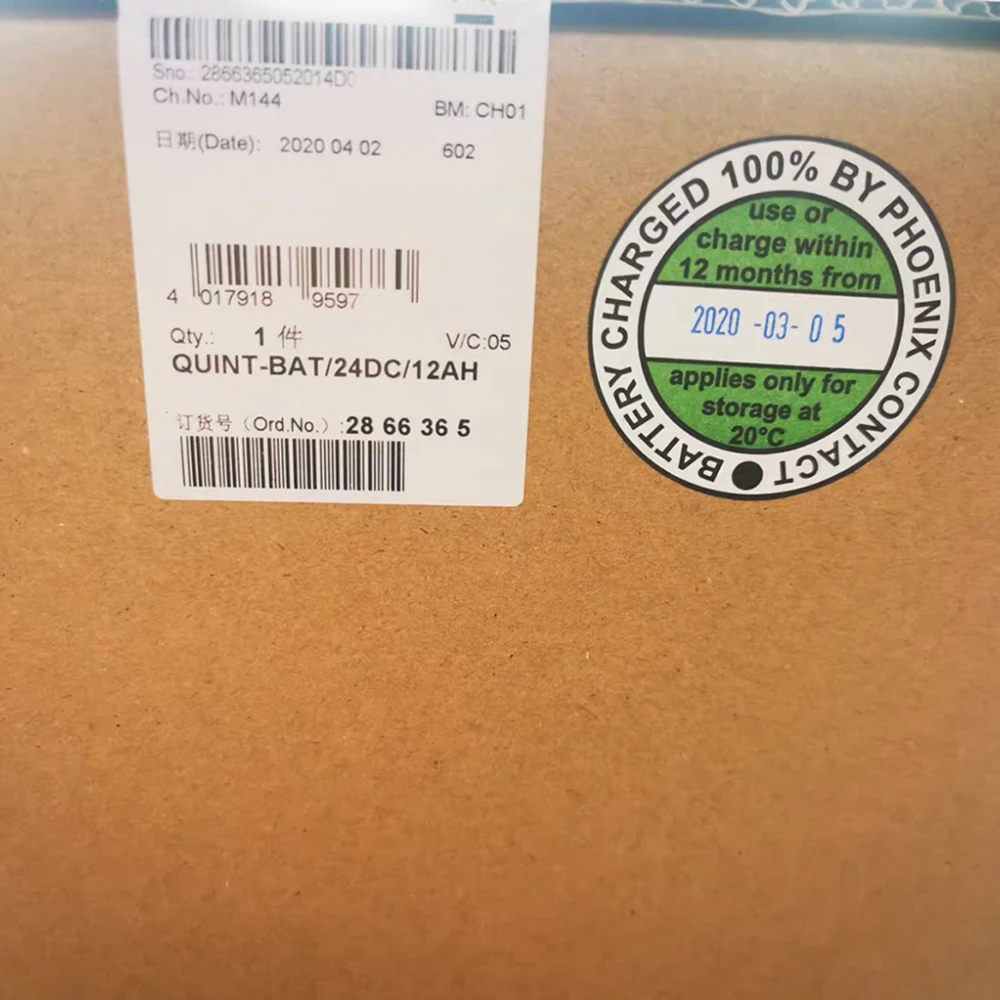 Sno.: 2866365052014DC
Ch.No.: M144
BM: CH01
日期(Date): 2020 04 02 602
4 017918 9597
Qty.: 1 件 V/C:05
QUINT-BAT/24DC/12AH
订货号（Ord.No.）:28 66 36 5
BATTERY CHARGED 100% BY PHOENIX CONTACT
use or
charge within
12 months from
2020 -03- 0 5
applies only for
storage at
20°C